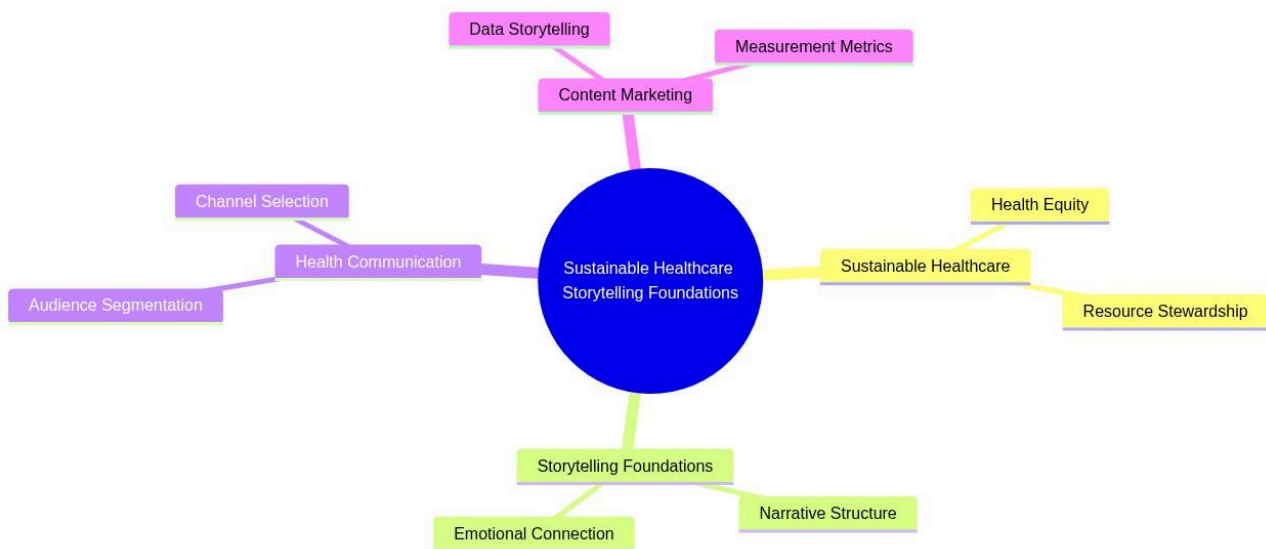 Data Storytelling
Measurement Metrics
Content Marketing
Channel Selection
Health Equity
Health Communication
Sustainable Healthcare
Sustainable Healthcare
Storytelling Foundations
Audience Segmentation
Resource Stewardship
Storytelling Foundations
Narrative Structure
Emotional Connection